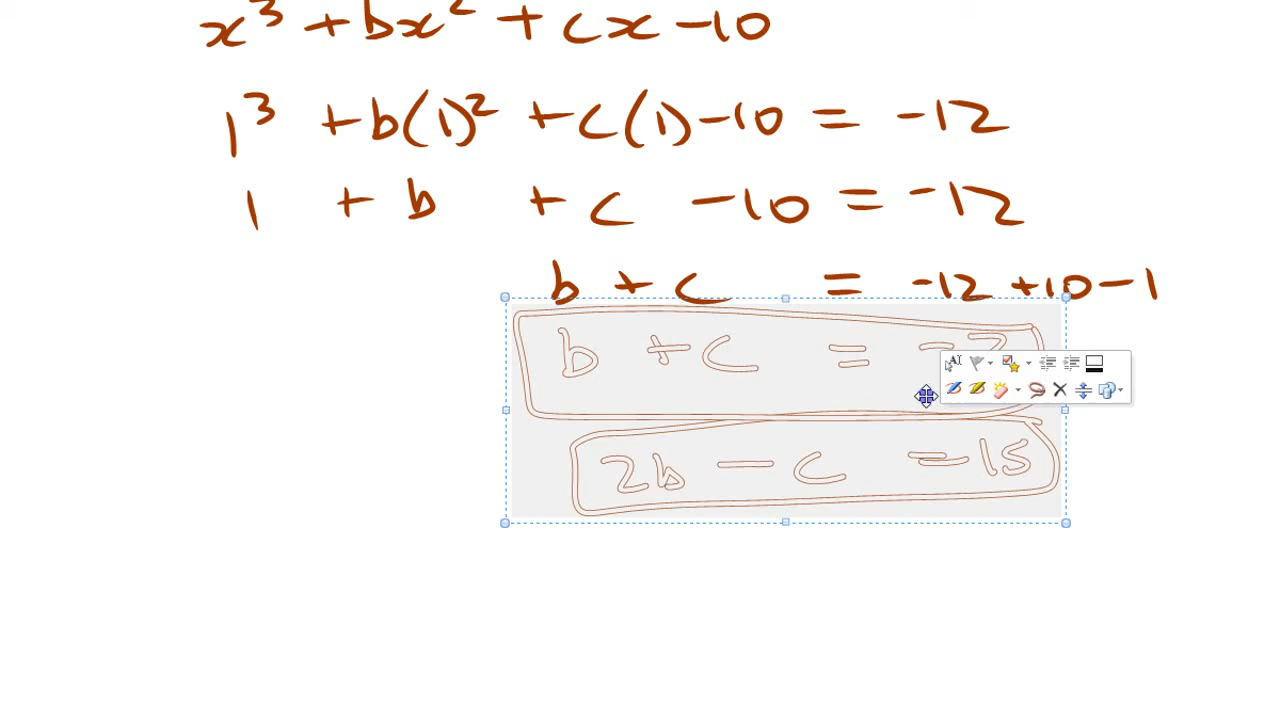 x³ + bx² + cx - 10
1³ + b(1)² + c(1) - 10 = -12
1 + b + c - 10 = -12
b + c = -12 + 10 - 1
b + c = -3
2b - c = 15